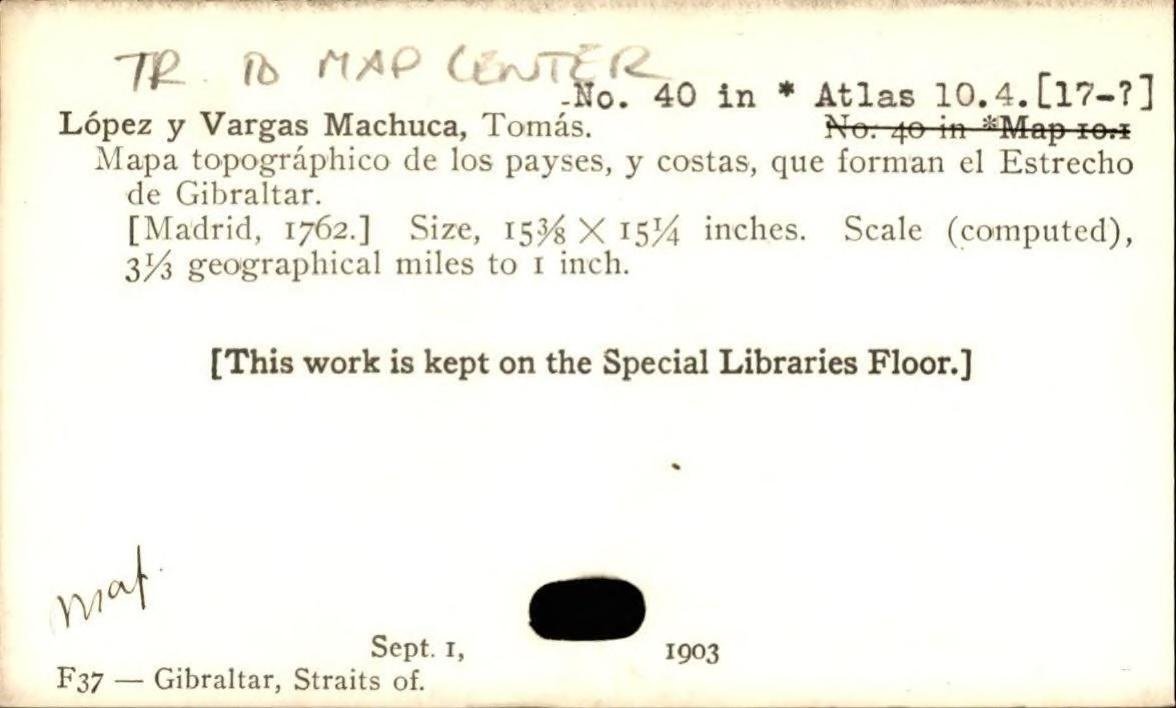 TR. TO MAP CENTER
No. 40 in * Atlas 10.4.[17-?]
López y Vargas Machuca, Tomás. No. 40 in *Map 10.1
Mapa topográphico de los payses, y costas, que forman el Estrecho
de Gibraltar.
[Madrid, 1762.] Size, 15⅜ X 15¼ inches. Scale (computed),
3⅓ geographical miles to 1 inch.
[This work is kept on the Special Libraries Floor.]
Map
Sept. 1, 1903
F37 — Gibraltar, Straits of.